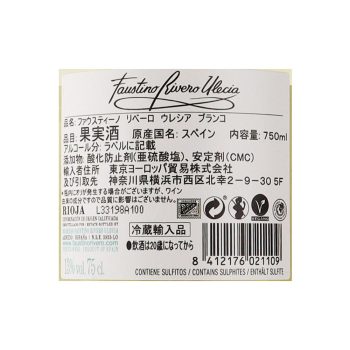 Faustino Rivero Ulecia
品名:ファウスティーノ リベーロ ウレシア ブランコ
品目:果実酒 原産国名:スペイン 内容量:750ml
アルコール分:ラベルに記載
添加物:酸化防止剤(亜硫酸塩)、安定剤(CMC)
輸入者住所 東京ヨーロッパ貿易株式会社
及び引取先 神奈川県横浜市西区北幸2-9-30 5F
RIOJA L33198A100
www.faustinorivero.com
13% vol. 75 cl.
冷蔵輸入品
●飲酒は20歳になってから
8 412176 021109
CONTIENE SULFITOS / CONTAINS SULPHITES / ENTHÄLT SULFITE